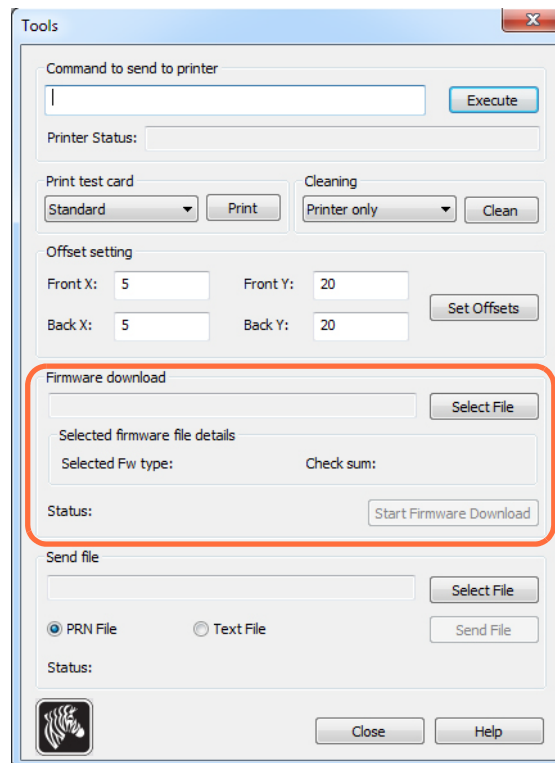 Tools
Command to send to printer
Execute
Printer Status:
Print test card
Cleaning
Standard
Print
Printer only
Clean
Offset setting
Front X: 5 Front Y: 20
Set Offsets
Back X: 5 Back Y: 20
Firmware download
Select File
Selected firmware file details
Selected Fw type: Check sum:
Status: Start Firmware Download
Send file
Select File
PRN File Text File Send File
Status:
Close Help